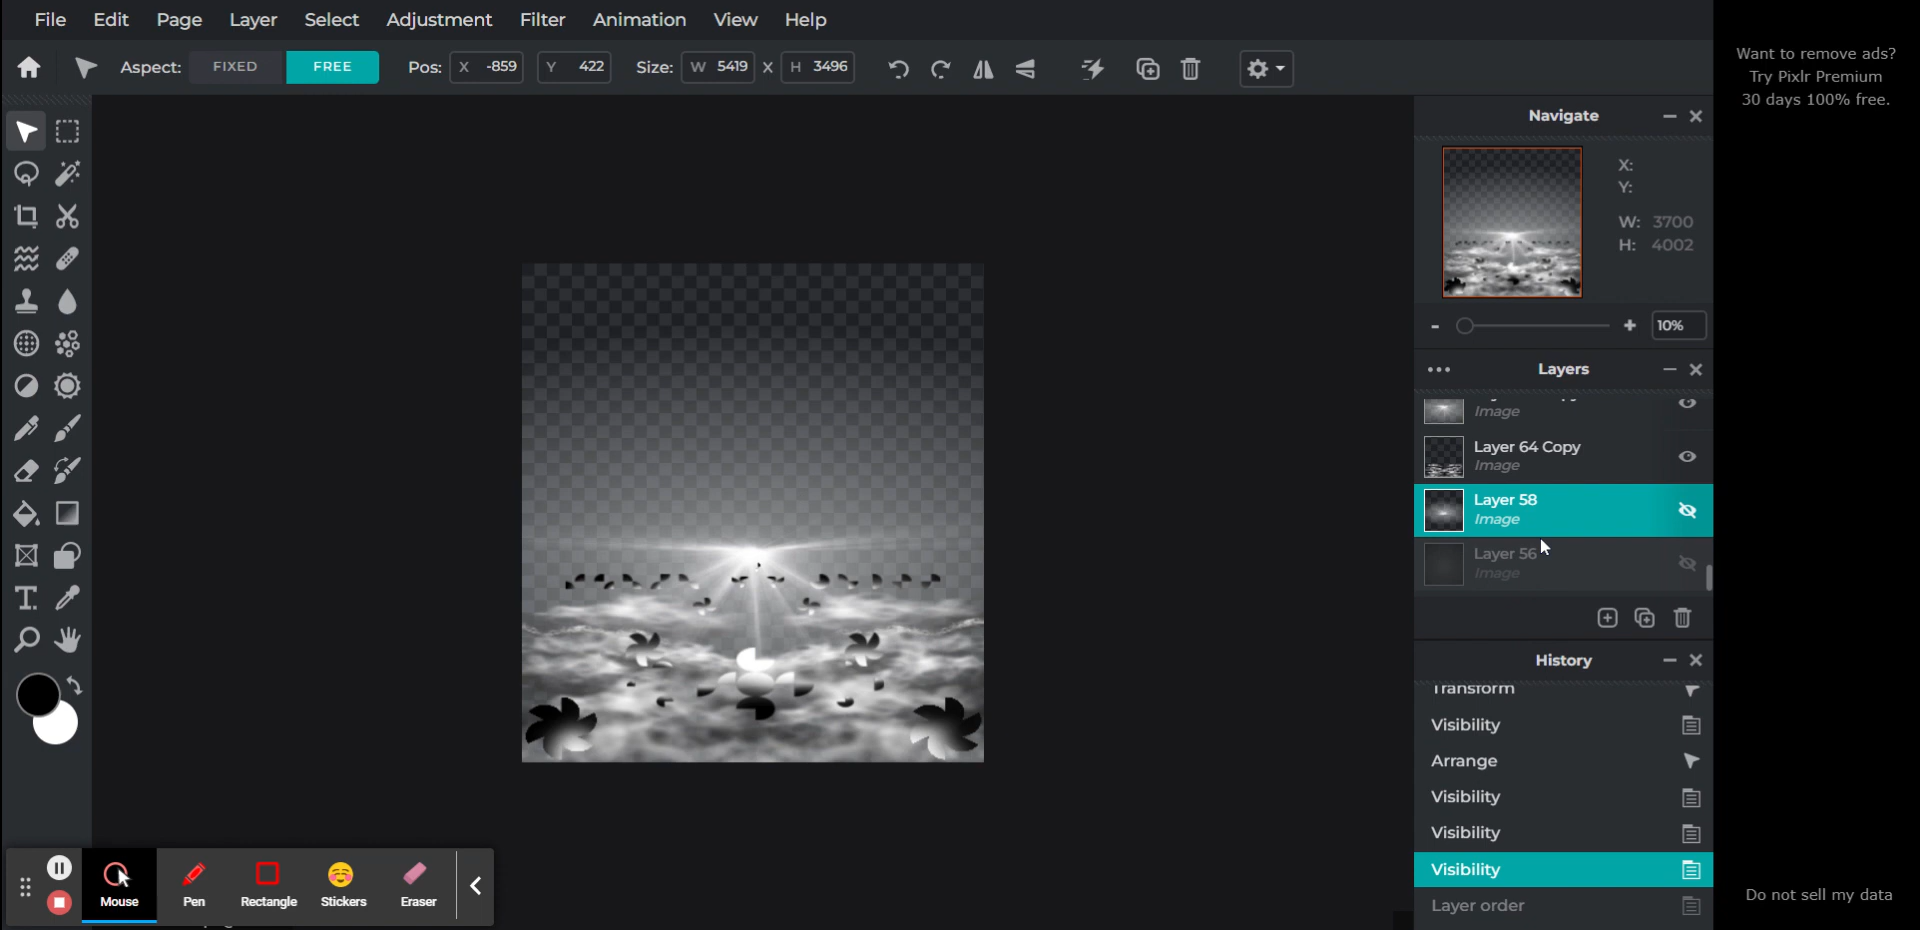 File Edit Page Layer Select Adjustment Filter Animation View Help
Aspect: FIXED FREE Pos: X -859 Y 422 Size: W 5419 X H 3496
Want to remove ads?
Try Pixlr Premium
30 days 100% free.
Navigate
X:
Y:
W: 3700
H: 4002
- + 10%
Layers
Image
Layer 64 Copy
Image
Layer 58
Image
Layer 56
Image
History
Transform
Visibility
Arrange
Visibility
Visibility
Visibility
Layer order
T
Mouse Pen Rectangle Stickers Eraser
Do not sell my data